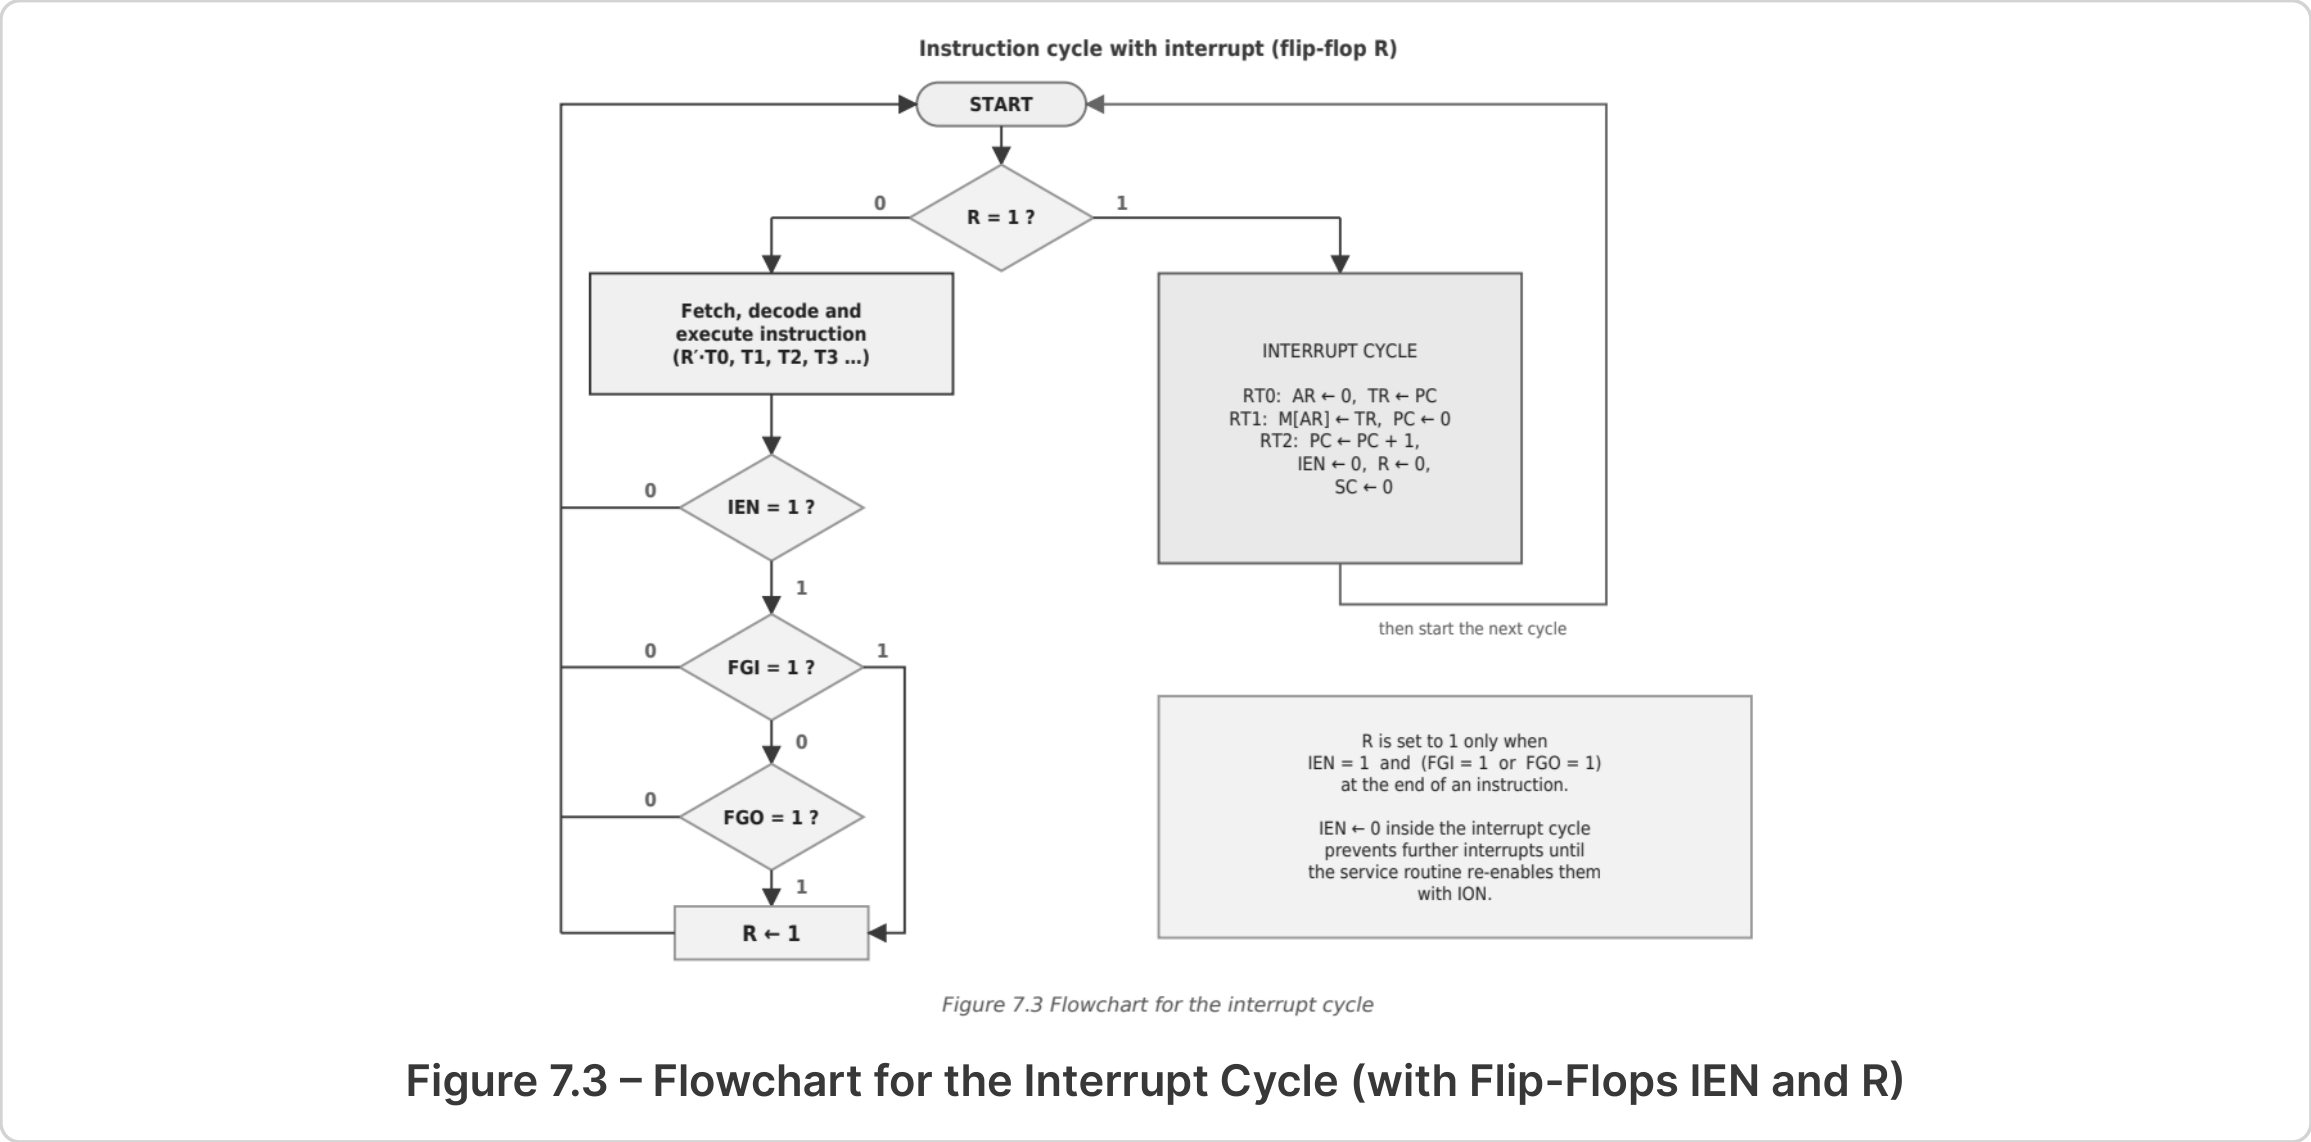 Instruction cycle with interrupt (flip-flop R)
START
R = 1 ?
0
1
Fetch, decode and
execute instruction
(R′·T0, T1, T2, T3 ...)
INTERRUPT CYCLE
RT0:  AR ← 0,  TR ← PC
RT1:  M[AR] ← TR,  PC ← 0
RT2:  PC ← PC + 1,
IEN ← 0,  R ← 0,
SC ← 0
then start the next cycle
IEN = 1 ?
0
1
FGI = 1 ?
0
1
0
FGO = 1 ?
0
1
R ← 1
R is set to 1 only when
IEN = 1  and  (FGI = 1  or  FGO = 1)
at the end of an instruction.
IEN ← 0 inside the interrupt cycle
prevents further interrupts until
the service routine re-enables them
with ION.
Figure 7.3 Flowchart for the interrupt cycle
Figure 7.3 – Flowchart for the Interrupt Cycle (with Flip-Flops IEN and R)